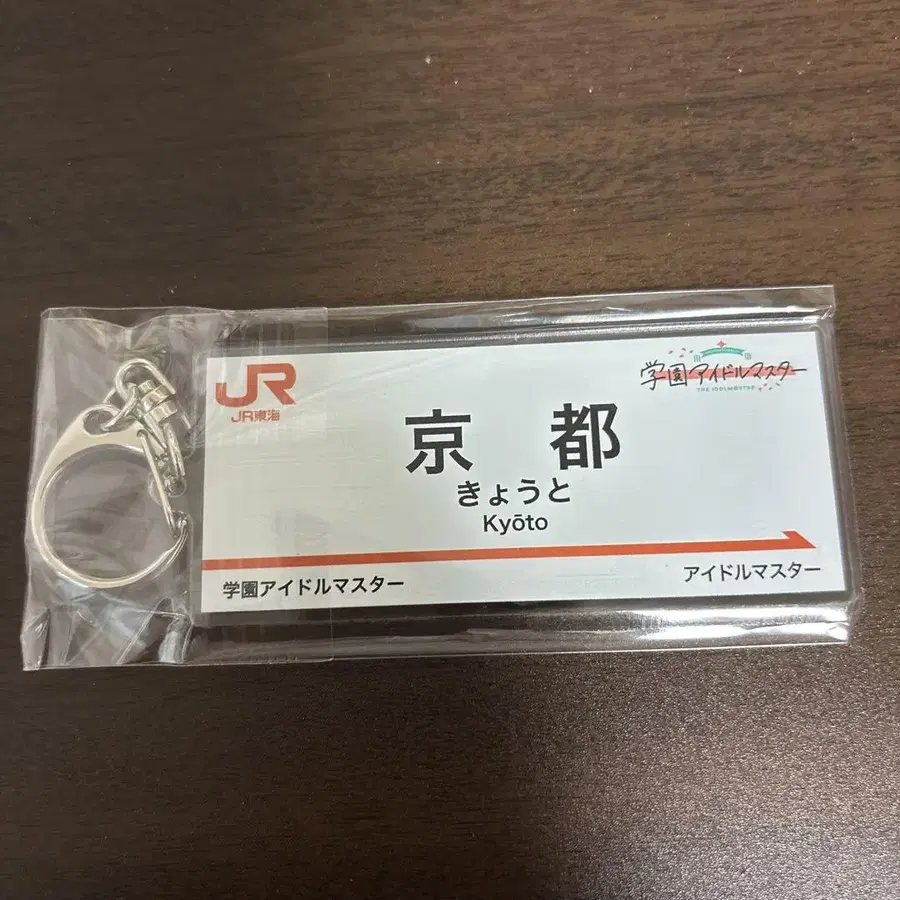 JR
JR東海
学園アイドルマスター
THE IDOLM@STER
京都
きょうと
Kyōto
学園アイドルマスター
アイドルマスター